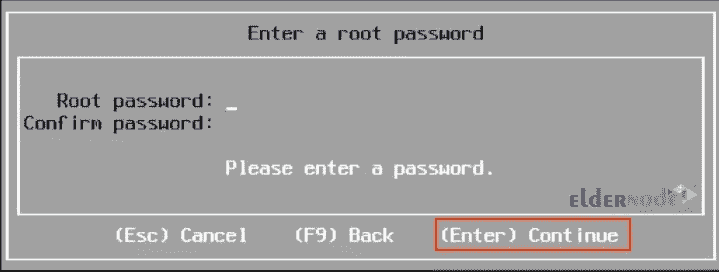 Enter a root password
Root password: _
Confirm password:
Please enter a password.
ELDERNODE
(Esc) Cancel (F9) Back (Enter) Continue